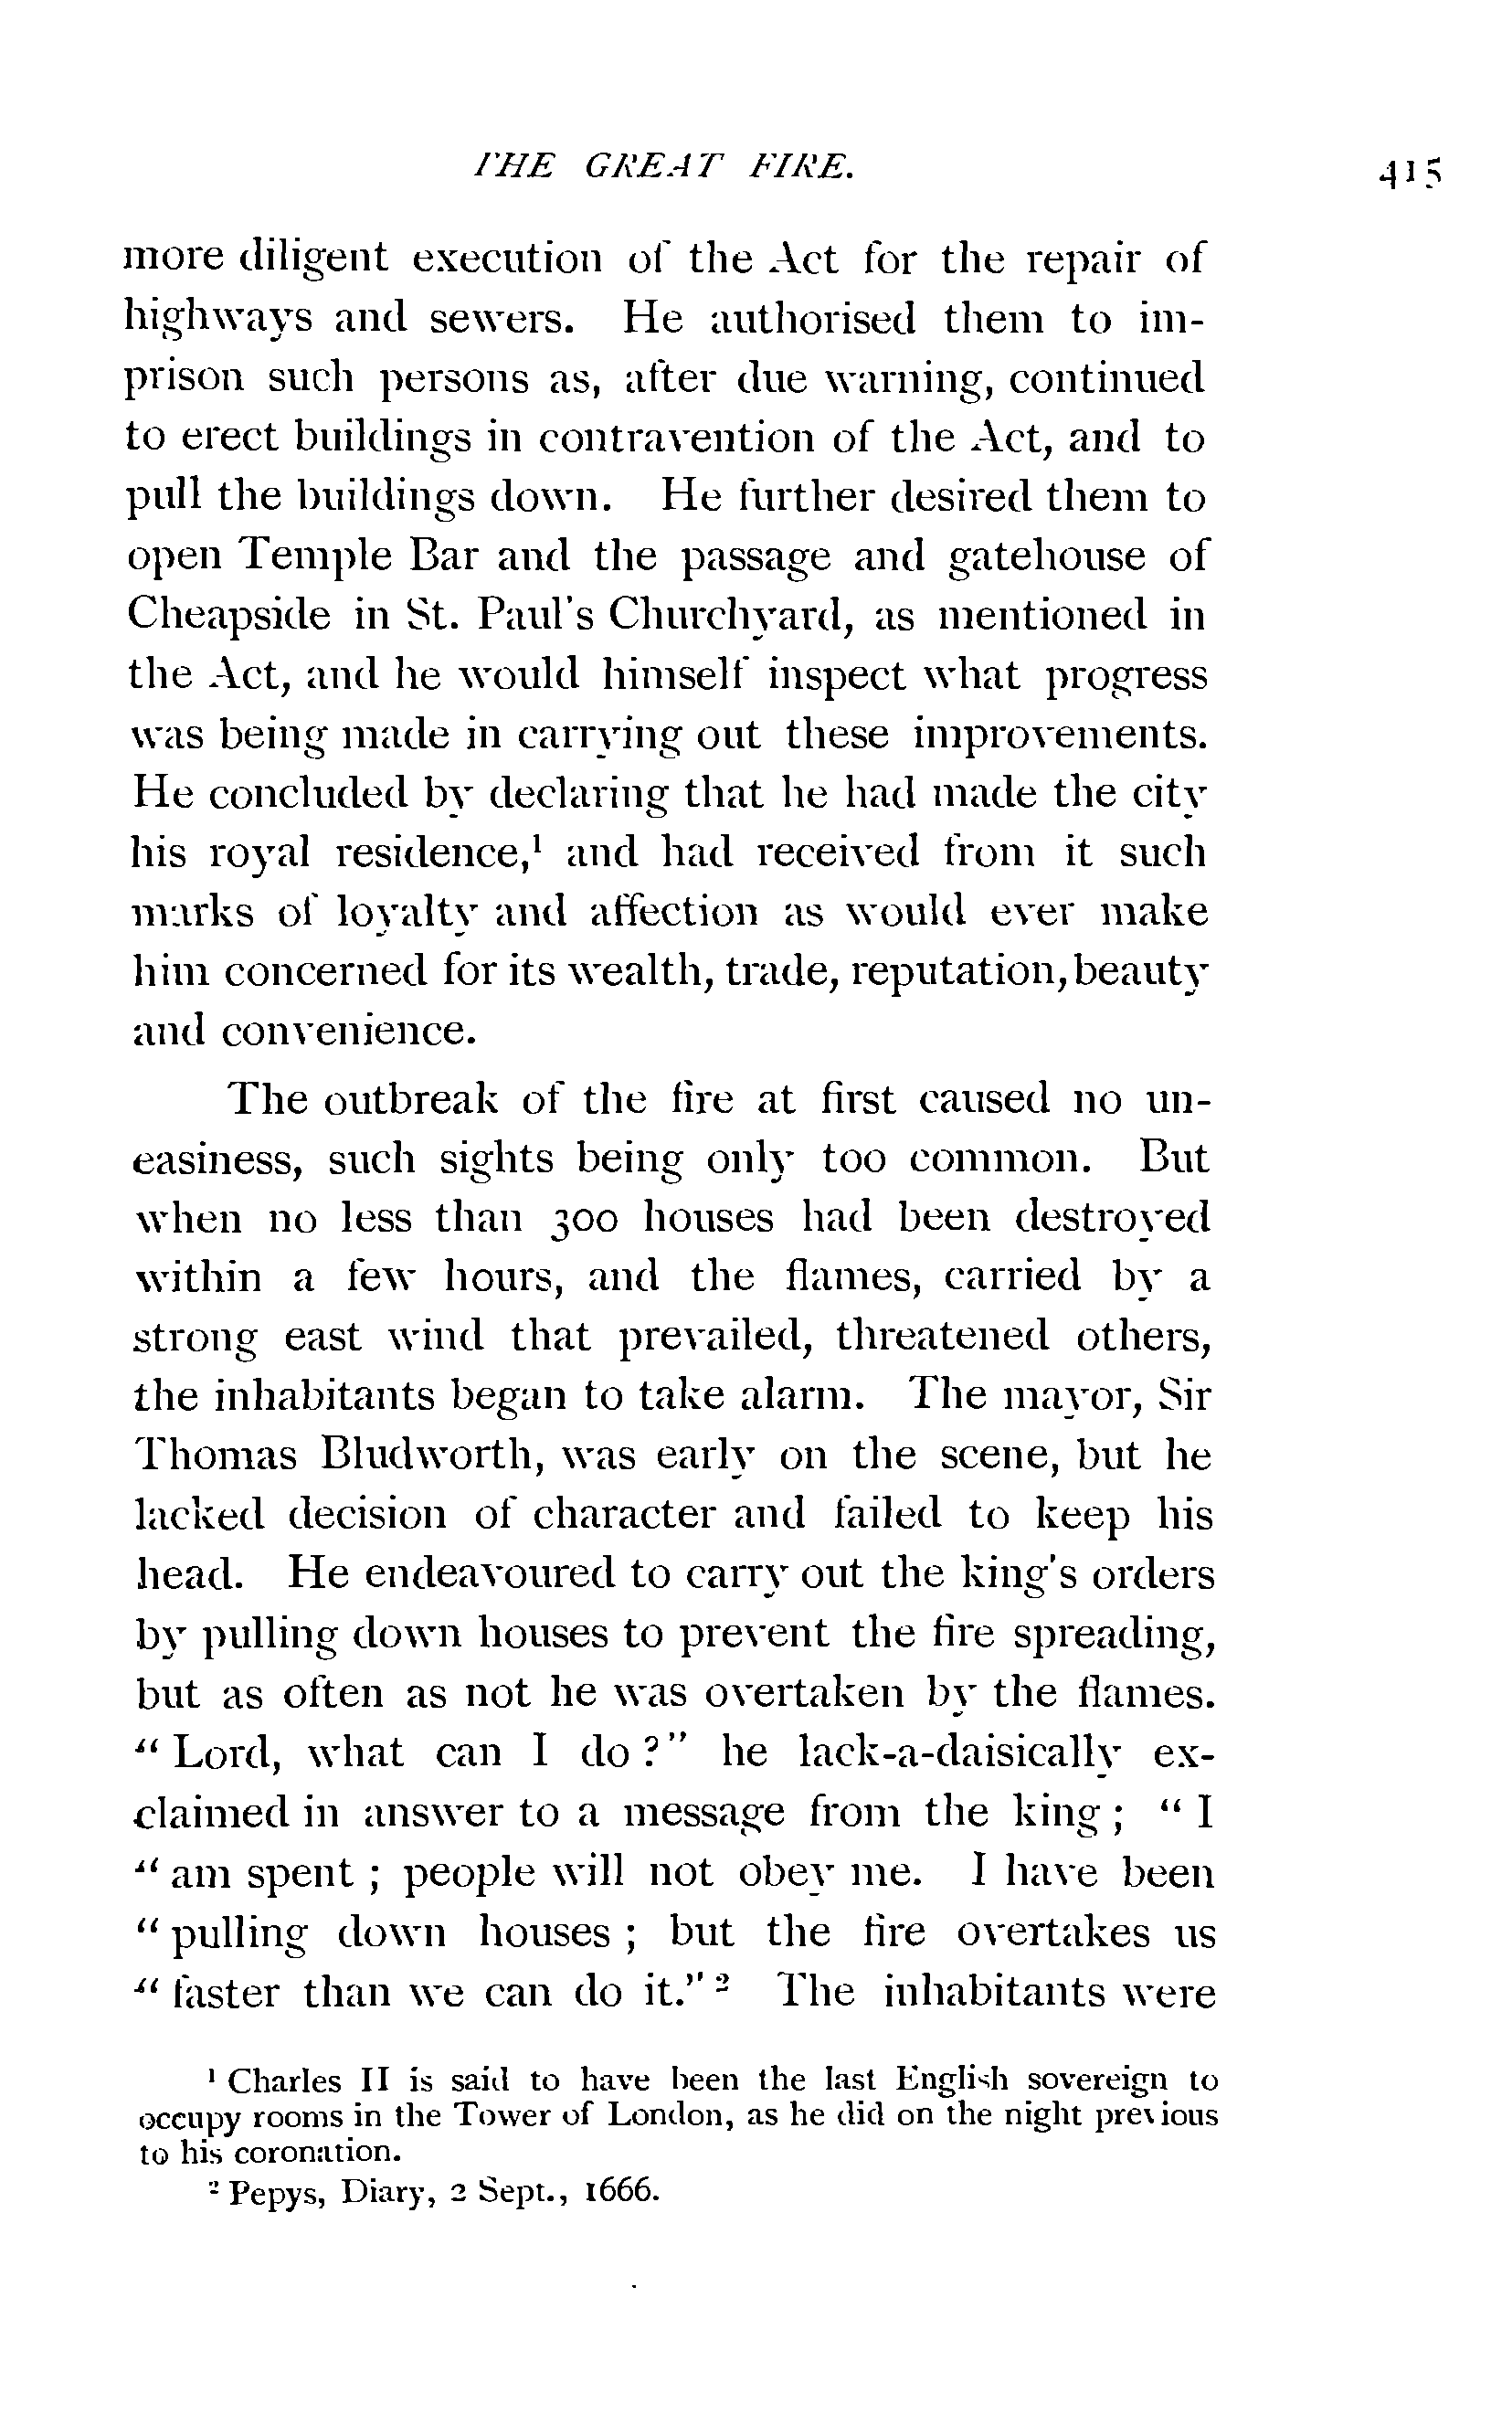 THE GREAT FIRE. 415
more diligent execution of the Act for the repair of
highways and sewers. He authorised them to im-
prison such persons as, after due warning, continued
to erect buildings in contravention of the Act, and to
pull the buildings down. He further desired them to
open Temple Bar and the passage and gatehouse of
Cheapside in St. Paul's Churchyard, as mentioned in
the Act, and he would himself inspect what progress
was being made in carrying out these improvements.
He concluded by declaring that he had made the city
his royal residence,¹ and had received from it such
marks of loyalty and affection as would ever make
him concerned for its wealth, trade, reputation, beauty
and convenience.
The outbreak of the fire at first caused no un-
easiness, such sights being only too common. But
when no less than 300 houses had been destroyed
within a few hours, and the flames, carried by a
strong east wind that prevailed, threatened others,
the inhabitants began to take alarm. The mayor, Sir
Thomas Bludworth, was early on the scene, but he
lacked decision of character and failed to keep his
head. He endeavoured to carry out the king's orders
by pulling down houses to prevent the fire spreading,
but as often as not he was overtaken by the flames.
"Lord, what can I do?" he lack-a-daisically ex-
claimed in answer to a message from the king; "I
"am spent; people will not obey me. I have been
"pulling down houses; but the fire overtakes us
"faster than we can do it."² The inhabitants were
¹ Charles II is said to have been the last English sovereign to
occupy rooms in the Tower of London, as he did on the night previous
to his coronation.
² Pepys, Diary, 2 Sept., 1666.